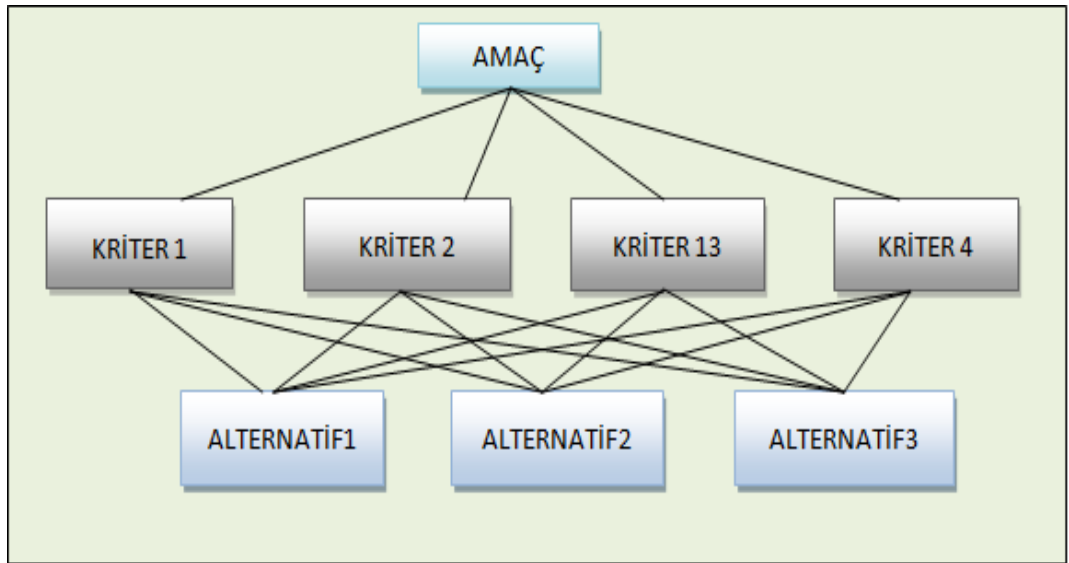 AMAÇ
KRİTER 1
KRİTER 2
KRİTER 13
KRİTER 4
ALTERNATİF1
ALTERNATİF2
ALTERNATİF3